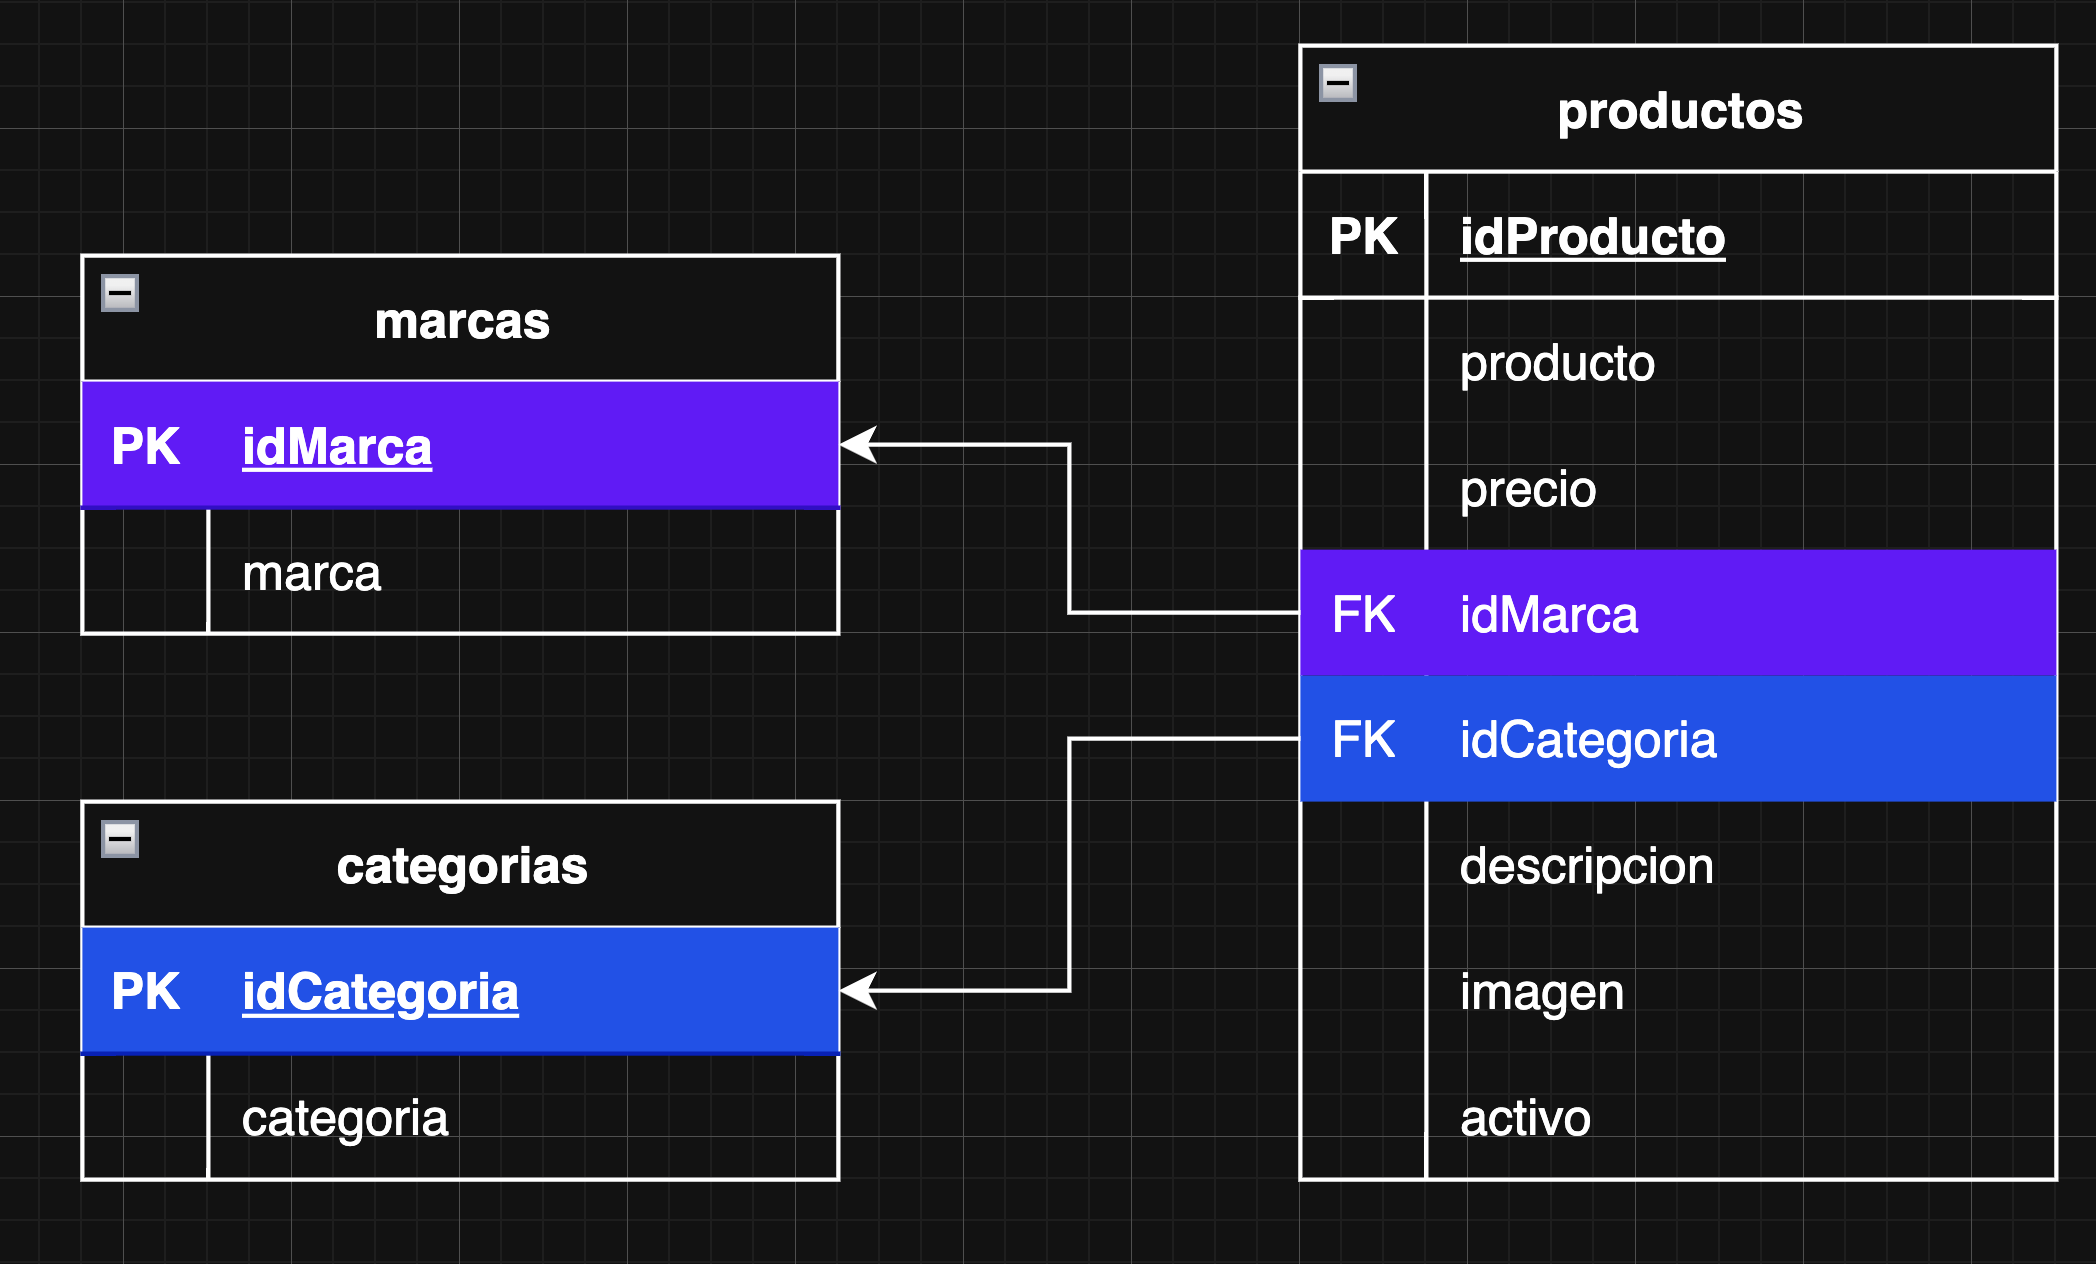 marcas
PK idMarca
marca
categorias
PK idCategoria
categoria
productos
PK idProducto
producto
precio
FK idMarca
FK idCategoria
descripcion
imagen
activo